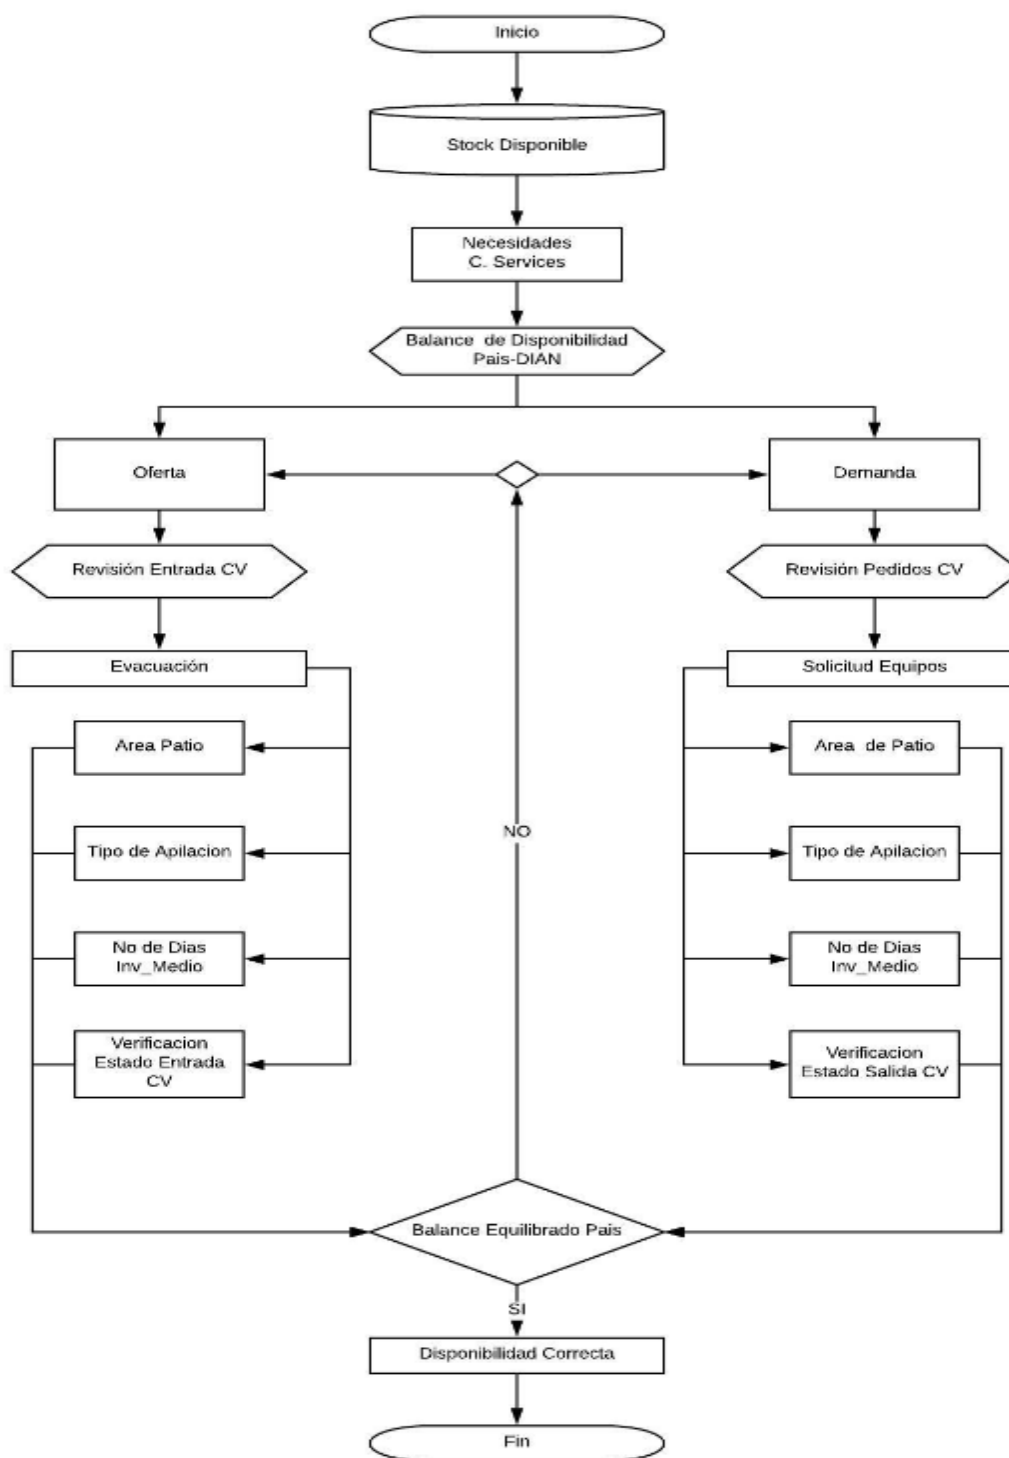 Inicio
Stock Disponible
Necesidades
C. Services
Balance de Disponibilidad
Pais-DIAN
Oferta
Demanda
Revisión Entrada CV
Revisión Pedidos CV
Evacuación
Solicitud Equipos
Area Patio
Area de Patio
NO
Tipo de Apilacion
Tipo de Apilacion
No de Dias
Inv_Medio
No de Dias
Inv_Medio
Verificacion
Estado Entrada
CV
Verificacion
Estado Salida CV
Balance Equilibrado Pais
SI
Disponibilidad Correcta
Fin